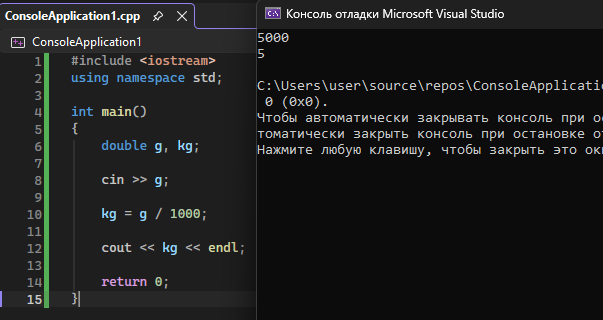 ConsoleApplication1.cpp
ConsoleApplication1
1 #include <iostream>
2 using namespace std;
3
4 int main()
5 {
6 double g, kg;
7
8 cin >> g;
9
10 kg = g / 1000;
11
12 cout << kg << endl;
13
14 return 0;
15 }
Консоль отладки Microsoft Visual Studio
5000
5
C:\Users\user\source\repos\ConsoleApplicatio
0 (0x0).
Чтобы автоматически закрывать консоль при ос
томатически закрыть консоль при остановке от
Нажмите любую клавишу, чтобы закрыть это ок